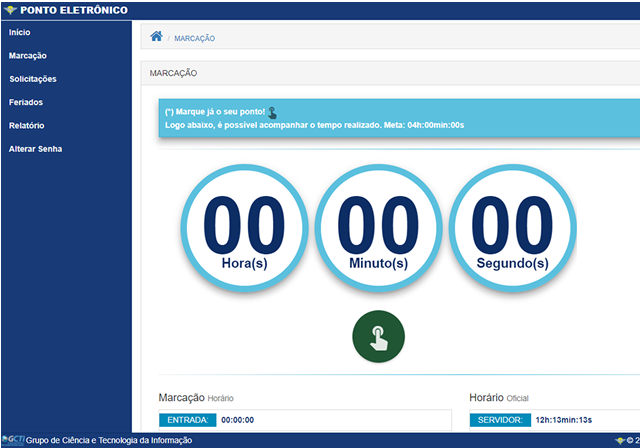 PONTO ELETRÔNICO
Início
Marcação
Solicitações
Feriados
Relatório
Alterar Senha
/ MARCAÇÃO
MARCAÇÃO
(*) Marque já o seu ponto!
Logo abaixo, é possível acompanhar o tempo realizado. Meta: 04h:00min:00s
00 00 00
Hora(s) Minuto(s) Segundo(s)
Marcação Horário
ENTRADA: 00:00:00
Horário Oficial
SERVIDOR: 12h:13min:13s
GCTI Grupo de Ciência e Tecnologia da Informação
© 2